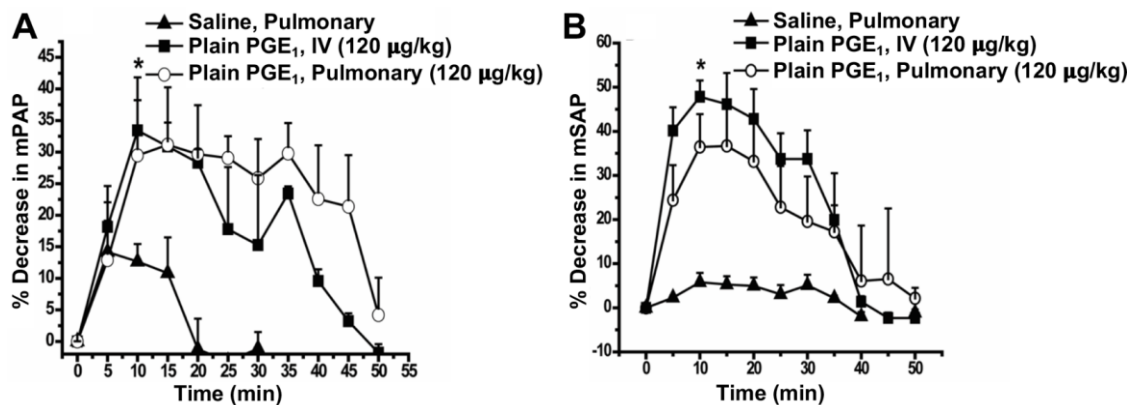 A
Saline, Pulmonary
Plain PGE₁, IV (120 μg/kg)
Plain PGE₁, Pulmonary (120 μg/kg)
*
% Decrease in mPAP
45
40
35
30
25
20
15
10
5
0
0 5 10 15 20 25 30 35 40 45 50 55
Time (min)
B
Saline, Pulmonary
Plain PGE₁, IV (120 μg/kg)
Plain PGE₁, Pulmonary (120 μg/kg)
*
% Decrease in mSAP
60
50
40
30
20
10
0
-10
0 10 20 30 40 50
Time (min)